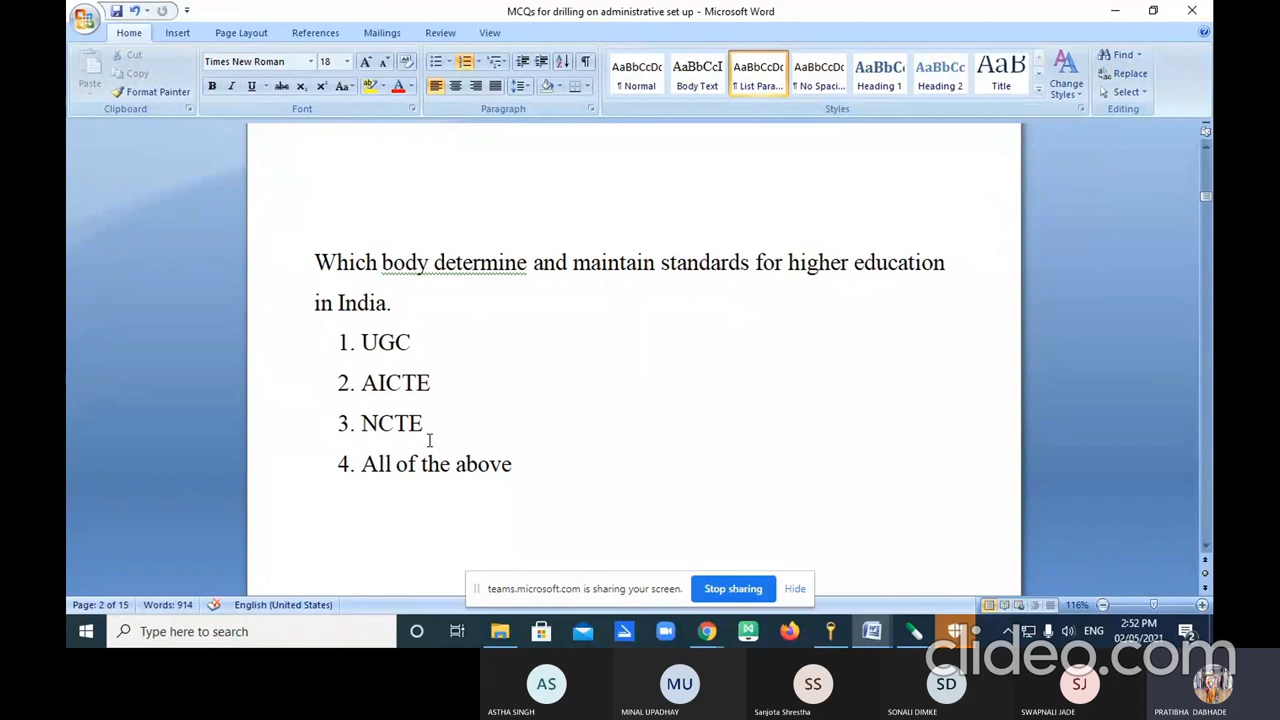 MCQs for drilling on administrative set up - Microsoft Word
Home Insert Page Layout References Mailings Review View
Cut
Copy
Format Painter
Paste
Clipboard
Times New Roman 18
B I U abc x₂ x² Aa
Font
Paragraph
AaBbCcDc AaBbCcI AaBbCcDc AaBbCcDc AaBbC AaBbCc AaB
¶ Normal Body Text ¶ List Para... ¶ No Spaci... Heading 1 Heading 2 Title
Change Styles
Styles
Find
Replace
Select
Editing
Which body determine and maintain standards for higher education
in India.
1. UGC
2. AICTE
3. NCTE
4. All of the above
teams.microsoft.com is sharing your screen. Stop sharing Hide
Page: 2 of 15 Words: 914 English (United States) 116%
Type here to search
ENG
2:52 PM
02/05/2021
clideo.com
AS MU SS SD SJ
ASTHA SINGH MINAL UPADHAY Sanjota Shrestha SONALI DIMKE SWAPNALI JADE PRATIBHA DABHADE